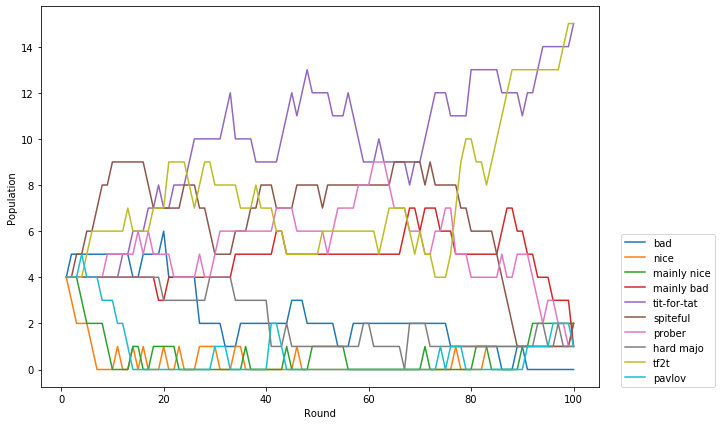 14
12
10
8
6
4
2
0
Population
0
20
40
60
80
100
Round
bad
nice
mainly nice
mainly bad
tit-for-tat
spiteful
prober
hard majo
tf2t
pavlov